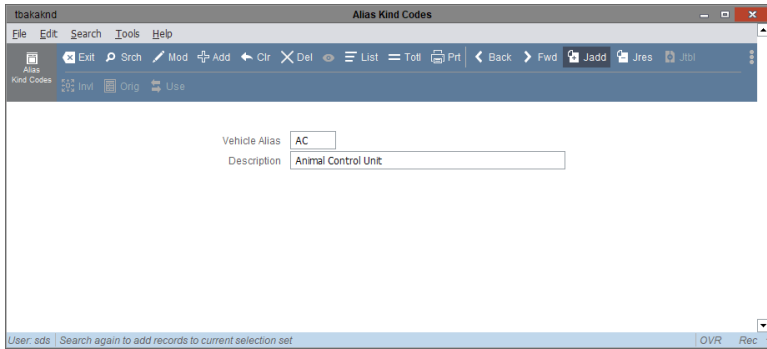 tbakaknd Alias Kind Codes
File Edit Search Tools Help
Alias Kind Codes
Exit Srch Mod Add Clr Del List Totl Prt Back Fwd Jadd Jres Jtbl
Invl Orig Use
Vehicle Alias AC
Description Animal Control Unit
User: sds Search again to add records to current selection set OVR Rec